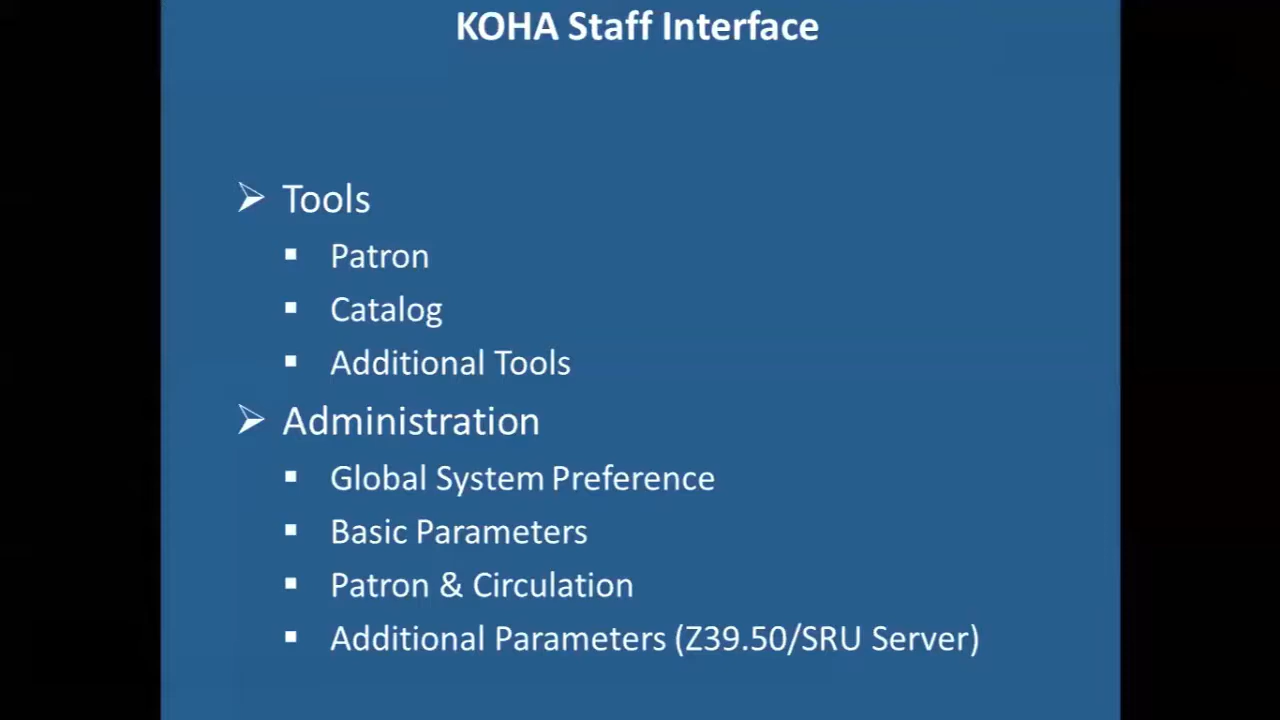 KOHA Staff Interface
Tools
Patron
Catalog
Additional Tools
Administration
Global System Preference
Basic Parameters
Patron & Circulation
Additional Parameters (Z39.50/SRU Server)